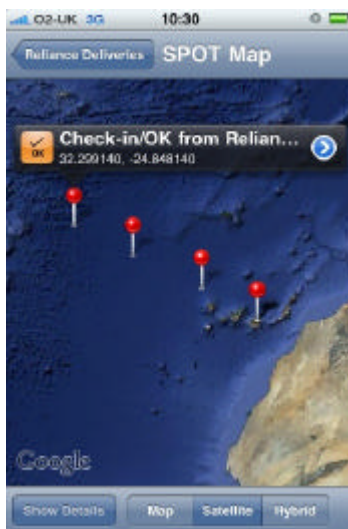 O2-UK 3G 10:30
Reliance Deliveries SPOT Map
Check-in/OK from Relian...
OK
32.299140, -24.848140
Google
Show Details Map Satellite Hybrid